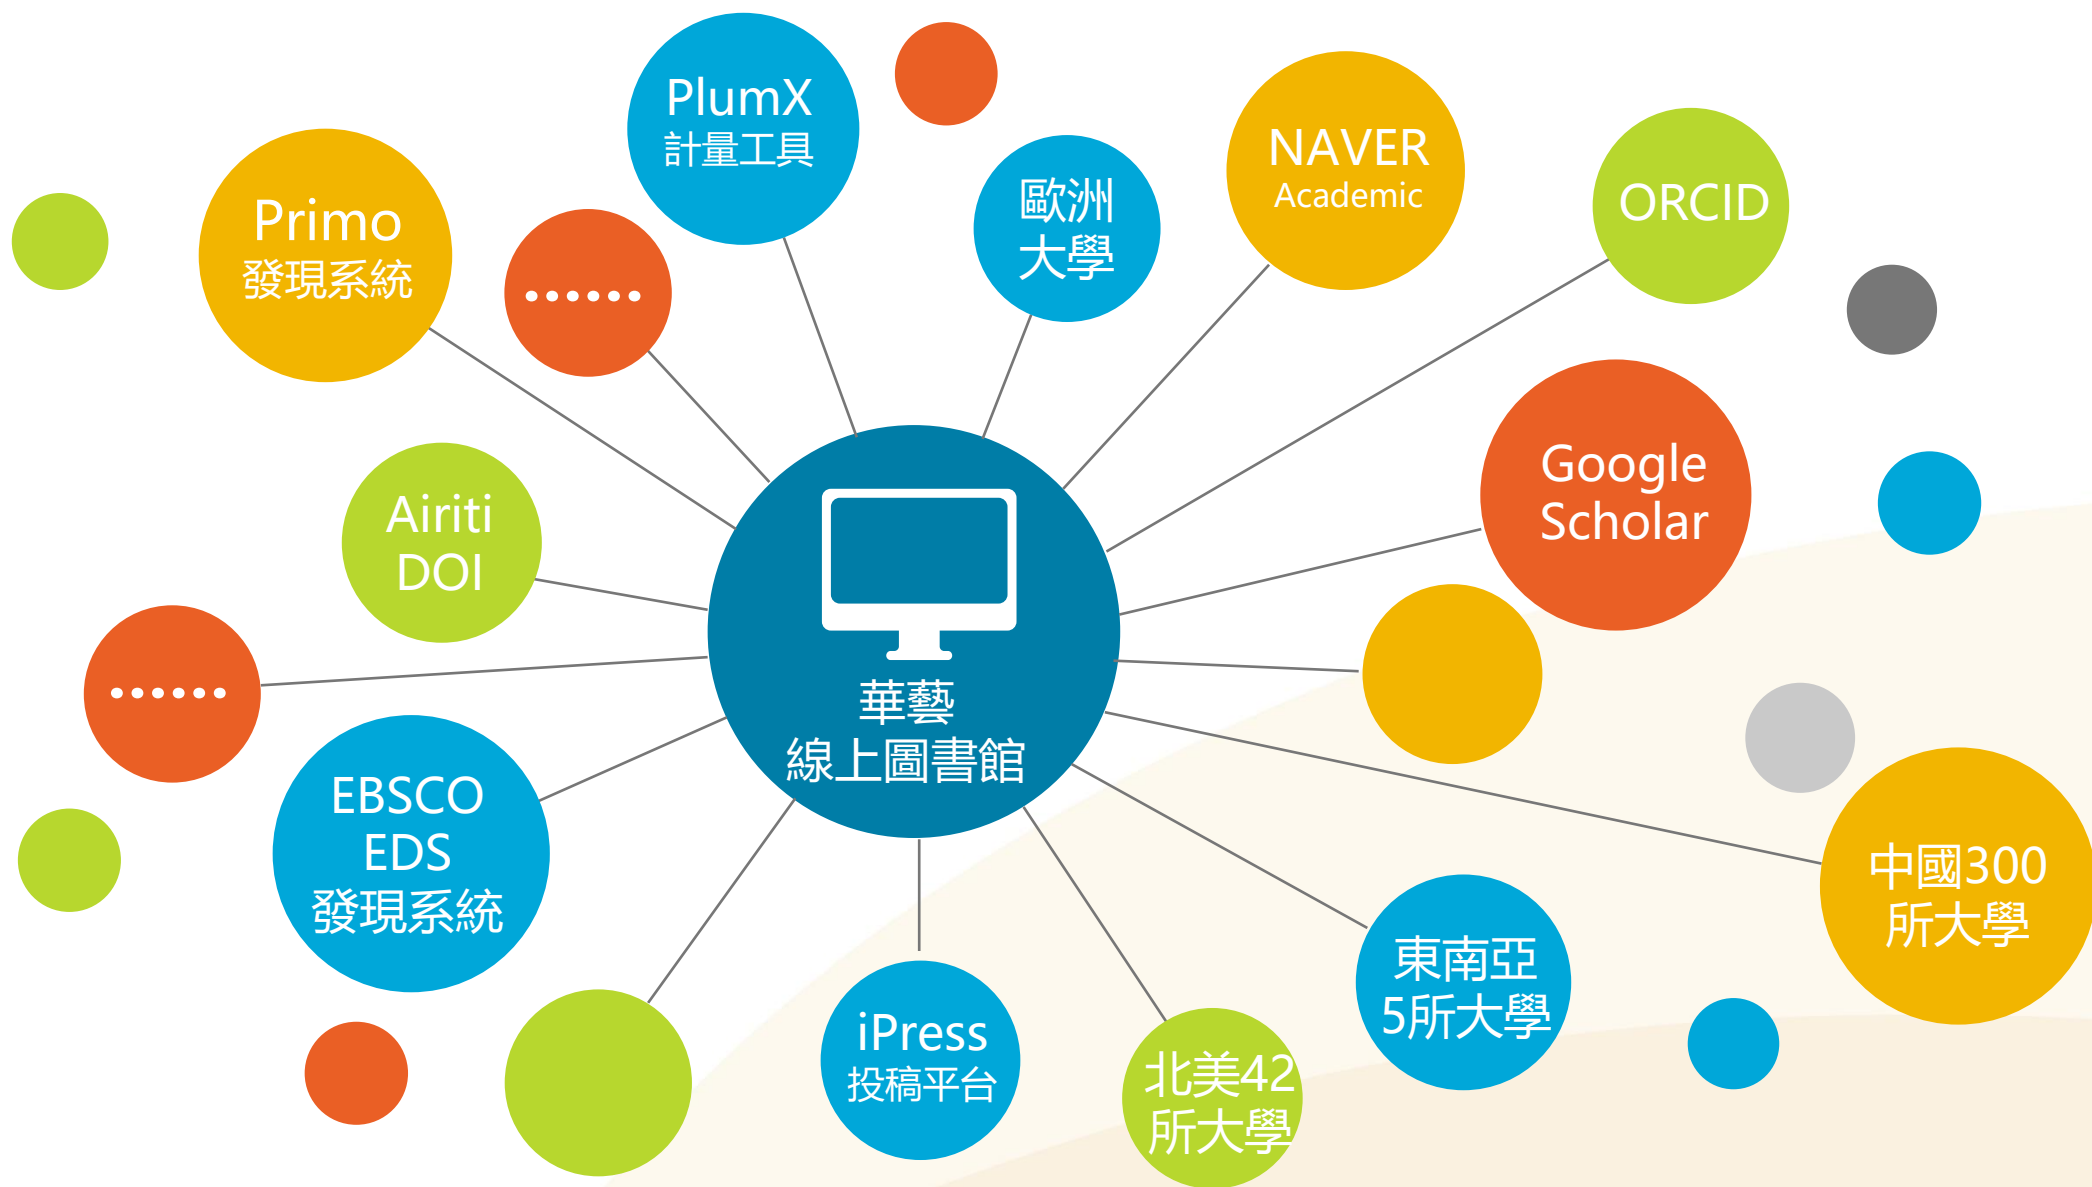 PlumX
計量工具
NAVER
Academic
歐洲
大學
ORCID
Primo
發現系統
......
Google
Scholar
Airiti
DOI
......
華藝
線上圖書館
EBSCO
EDS
發現系統
中國300
所大學
東南亞
5所大學
iPress
投稿平台
北美42
所大學